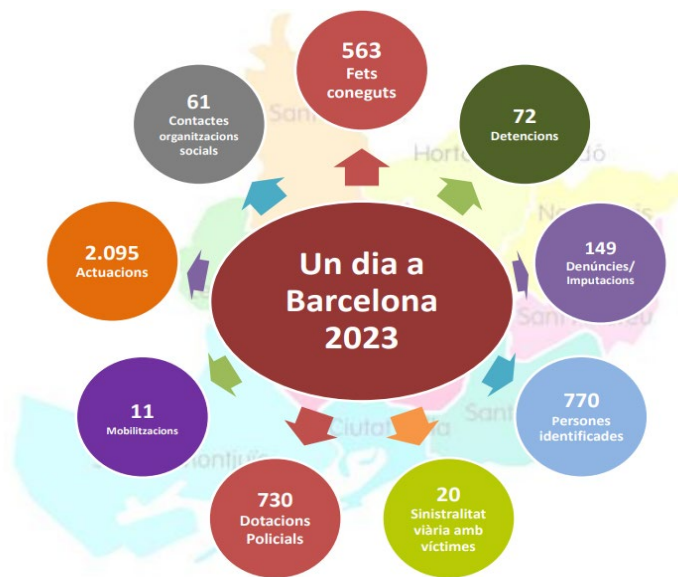 563
Fets
coneguts
61
Contactes
organitzacions
socials
72
Detencions
2.095
Actuacions
Un dia a
Barcelona
2023
149
Denúncies/
Imputacions
11
Mobilitzacions
770
Persones
identificades
730
Dotacions
Policials
20
Sinistralitat
viària amb
víctimes